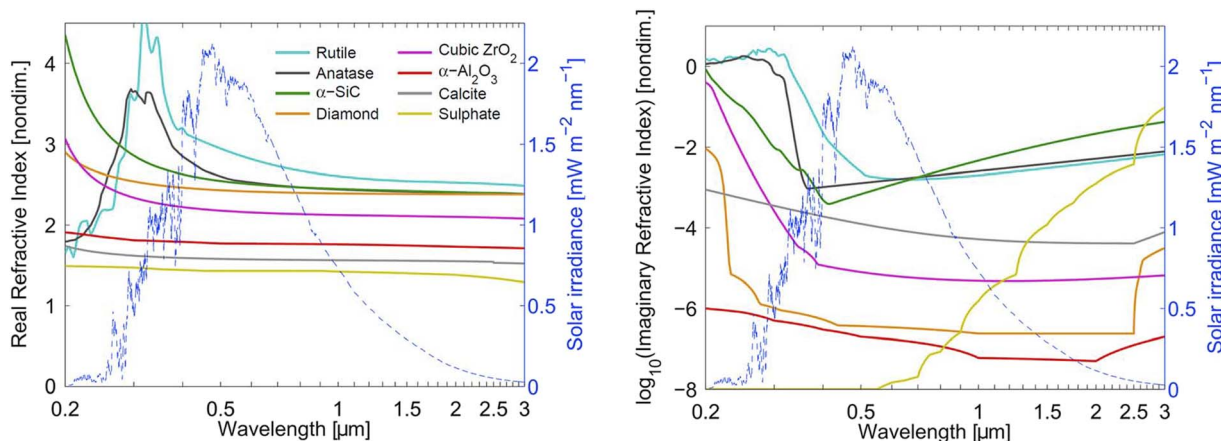 Real Refractive Index [nondim.]
4
3
2
1
0
Rutile
Anatase
α−SiC
Diamond
Cubic ZrO2
α−Al2O3
Calcite
Sulphate
2
1.5
1
0.5
0
Solar irradiance [mW m−2 nm−1]
0.2 0.5 1 1.5 2 2.5 3
Wavelength [µm]
log10(Imaginary Refractive Index) [nondim.]
0
−2
−4
−6
−8
2
1.5
1
0.5
0
Solar irradiance [mW m−2 nm−1]
0.2 0.5 1 1.5 2 2.5 3
Wavelength [µm]